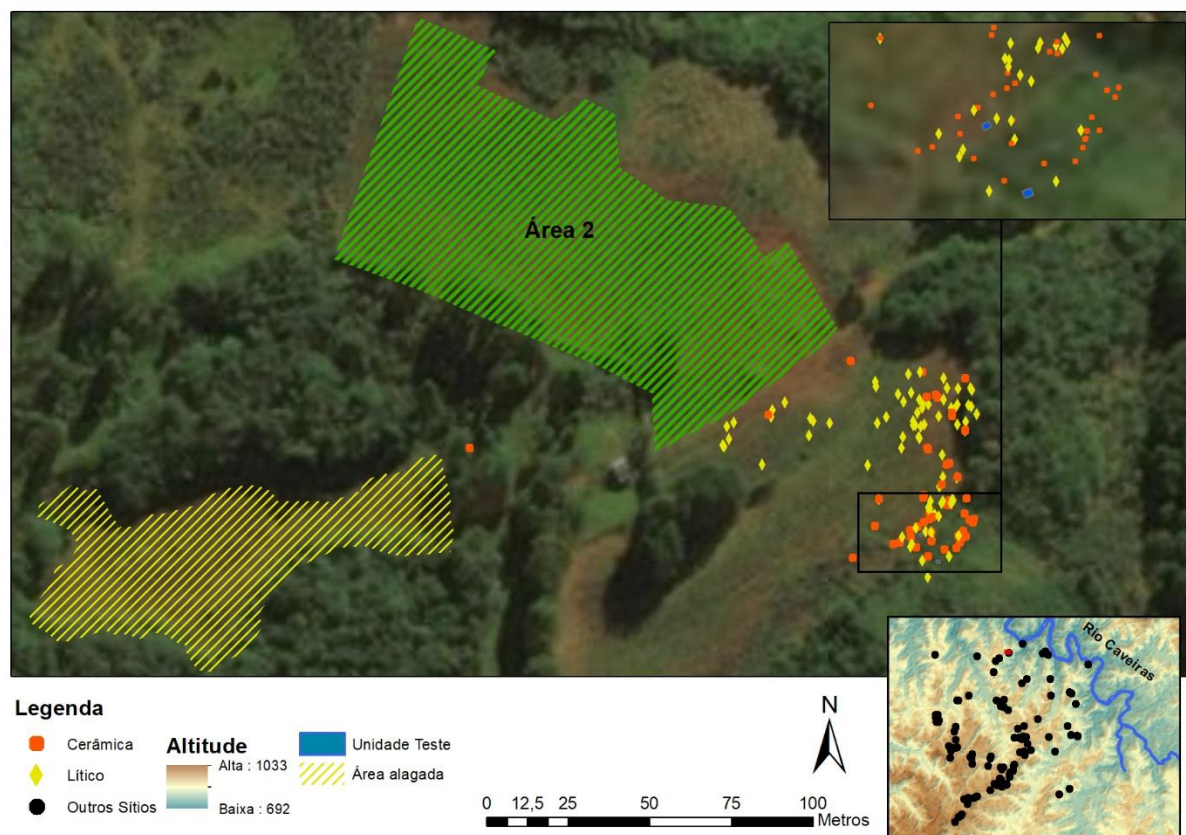 Área 2
Rio Caveiras
Legenda
Cerâmica
Lítico
Outros Sítios
Altitude
Alta : 1033
Baixa : 692
Unidade Teste
Área alagada
N
0 12,5 25 50 75 100
Metros